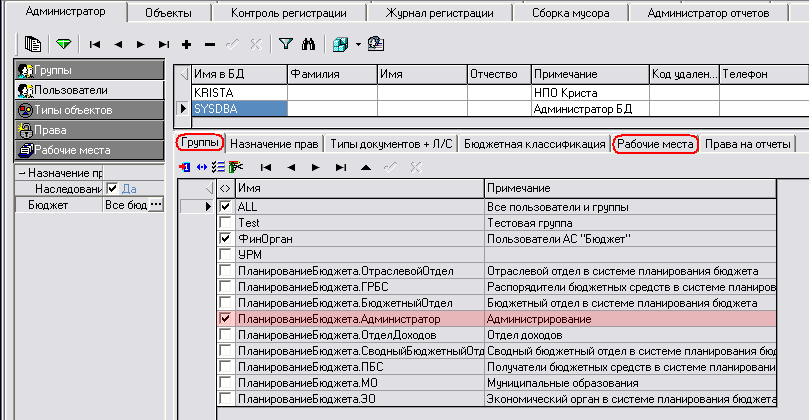 Администратор Объекты Контроль регистрации Журнал регистрации Сборка мусора Администратор отчетов
Группы
Пользователи
Типы объектов
Права
Рабочие места
Назначение пр
Наследовани Да
Бюджет Все бюд ...
Имя в БД Фамилия Имя Отчество Примечание Код удален... Телефон
KRISTA НПО Криста
SYSDBA Администратор БД
Группы Назначение прав Типы документов + Л/С Бюджетная классификация Рабочие места Права на отчеты
<> Имя Примечание
ALL Все пользователи и группы
Test Тестовая группа
ФинОрган Пользователи АС "Бюджет"
УРМ
ПланированиеБюджета.ОтраслевойОтдел Отраслевой отдел в системе планирования бюджета
ПланированиеБюджета.ГРБС Распорядители бюджетных средств в системе планиров
ПланированиеБюджета.БюджетныйОтдел Бюджетный отдел в системе планирования бюджета
ПланированиеБюджета.Администратор Администрирование
ПланированиеБюджета.ОтделДоходов Отдел доходов
ПланированиеБюджета.СводныйБюджетныйОтд Сводный бюджетный отдел в системе планирования бюд
ПланированиеБюджета.ПБС Получатели бюджетных средств в системе планирован
ПланированиеБюджета.МО Муниципальные образования
ПланированиеБюджета.ЭО Экономический орган в системе планирования бюджета